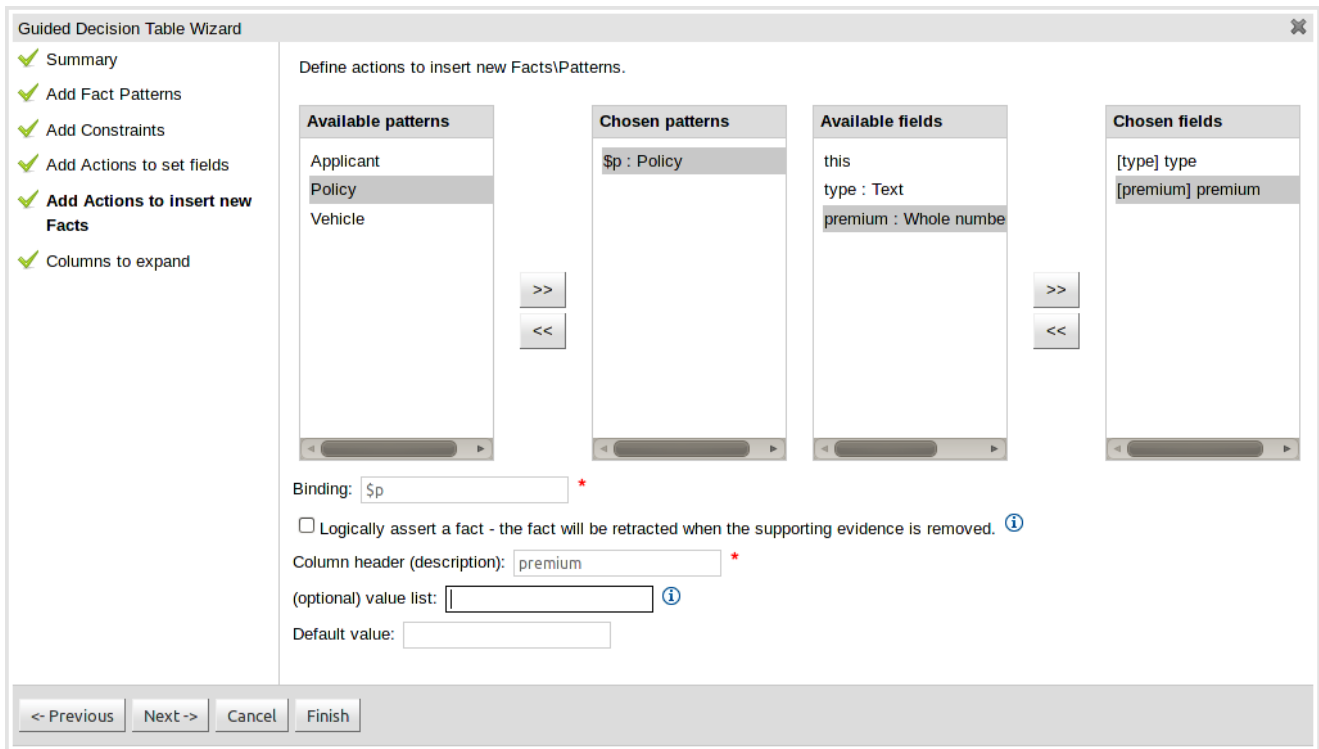 Guided Decision Table Wizard
Summary
Add Fact Patterns
Add Constraints
Add Actions to set fields
Add Actions to insert new
Facts
Columns to expand
Define actions to insert new Facts\Patterns.
Available patterns
Applicant
Policy
Vehicle
>>
<<
Chosen patterns
$p : Policy
Available fields
this
type : Text
premium : Whole numbe
>>
<<
Chosen fields
[type] type
[premium] premium
Binding: $p *
Logically assert a fact - the fact will be retracted when the supporting evidence is removed.
Column header (description): premium *
(optional) value list:
Default value:
<- Previous Next -> Cancel Finish